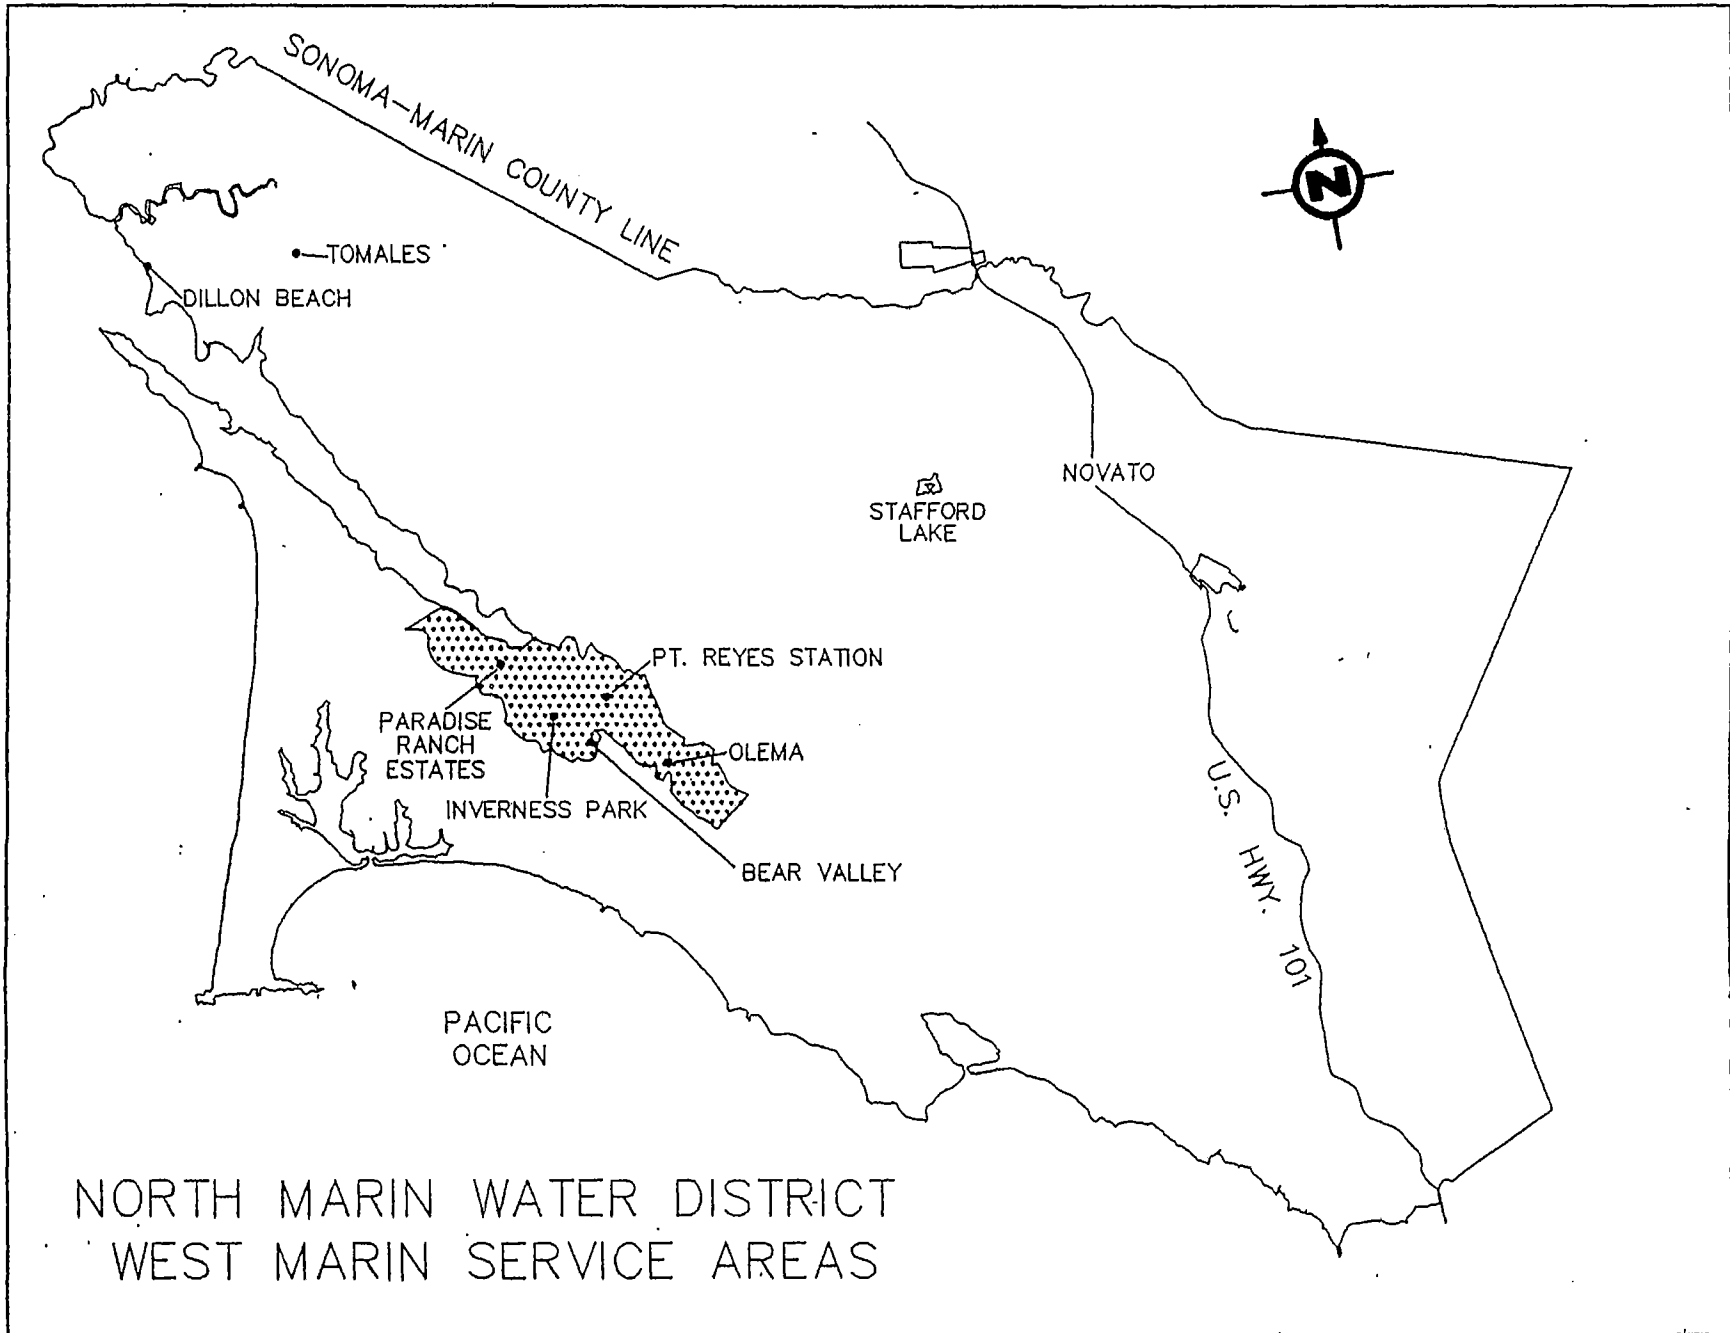 SONOMA-MARIN COUNTY LINE
N
TOMALES
DILLON BEACH
NOVATO
STAFFORD
LAKE
PT. REYES STATION
PARADISE
RANCH
ESTATES
OLEMA
INVERNESS PARK
BEAR VALLEY
U.S. HWY. 101
PACIFIC
OCEAN
NORTH MARIN WATER DISTRICT
WEST MARIN SERVICE AREAS